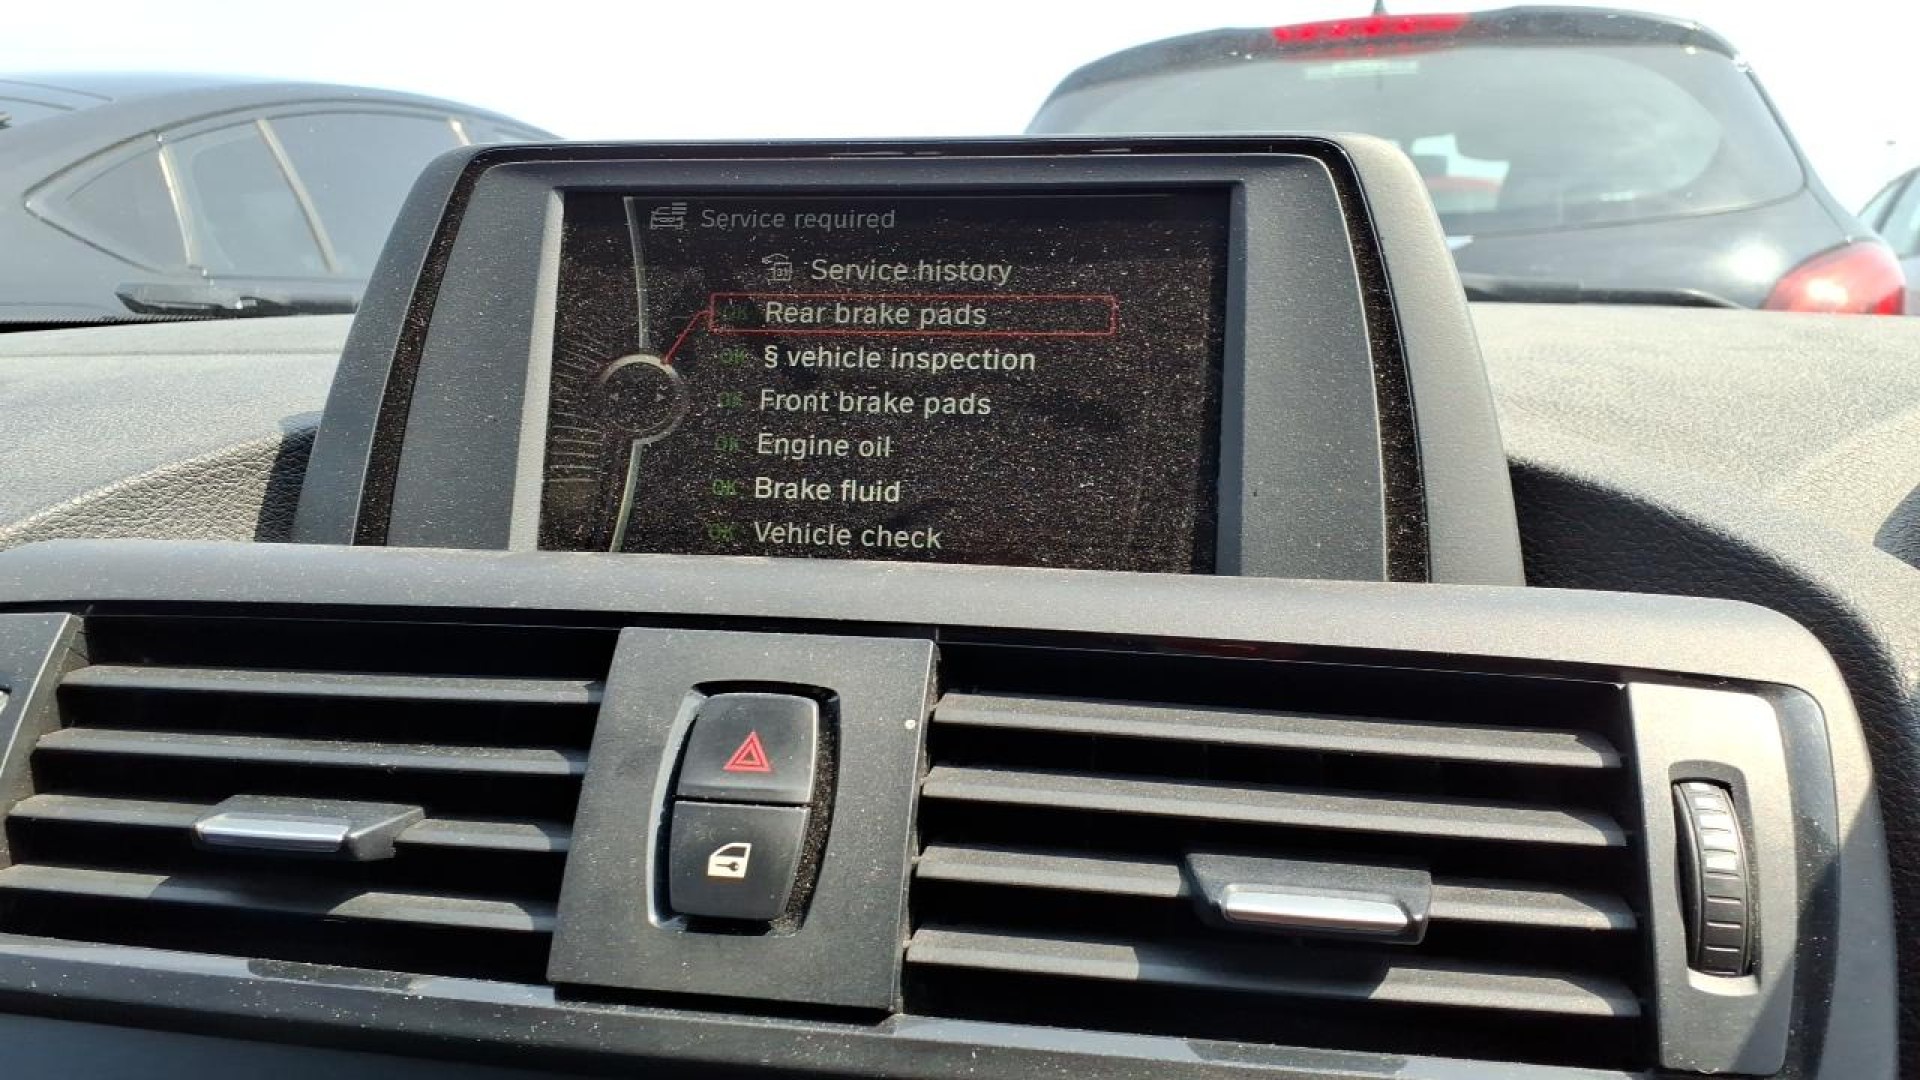 Service required
Service history
OK Rear brake pads
OK § vehicle inspection
OK Front brake pads
OK Engine oil
OK Brake fluid
OK Vehicle check